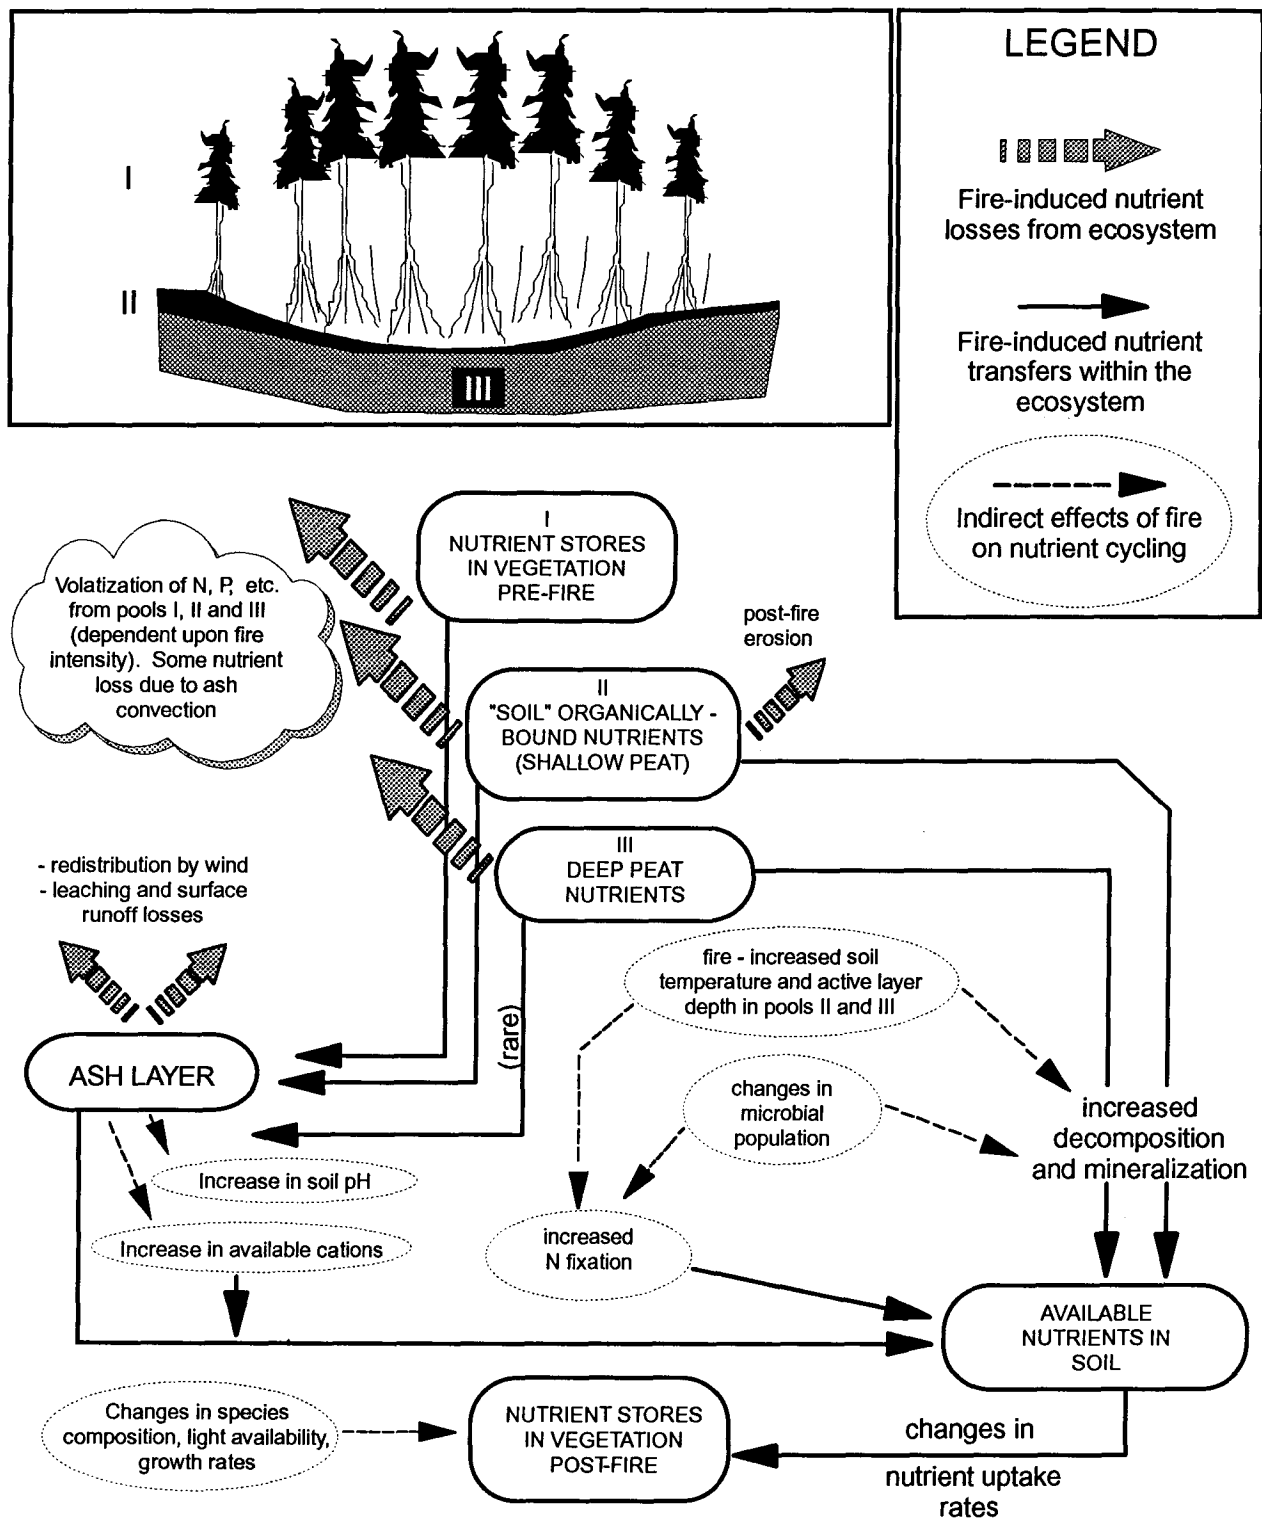 LEGEND
Fire-induced nutrient
losses from ecosystem
Fire-induced nutrient
transfers within the
ecosystem
Indirect effects of fire
on nutrient cycling
I
II
III
I
NUTRIENT STORES
IN VEGETATION
PRE-FIRE
Volatization of N, P, etc.
from pools I, II and III
(dependent upon fire
intensity). Some nutrient
loss due to ash
convection
post-fire
erosion
II
"SOIL" ORGANICALLY -
BOUND NUTRIENTS
(SHALLOW PEAT)
III
DEEP PEAT
NUTRIENTS
- redistribution by wind
- leaching and surface
runoff losses
fire - increased soil
temperature and active layer
depth in pools II and III
(rare)
ASH LAYER
changes in
microbial
population
increased
decomposition
and mineralization
Increase in soil pH
Increase in available cations
increased
N fixation
AVAILABLE
NUTRIENTS IN
SOIL
Changes in species
composition, light availability,
growth rates
NUTRIENT STORES
IN VEGETATION
POST-FIRE
changes in
nutrient uptake
rates